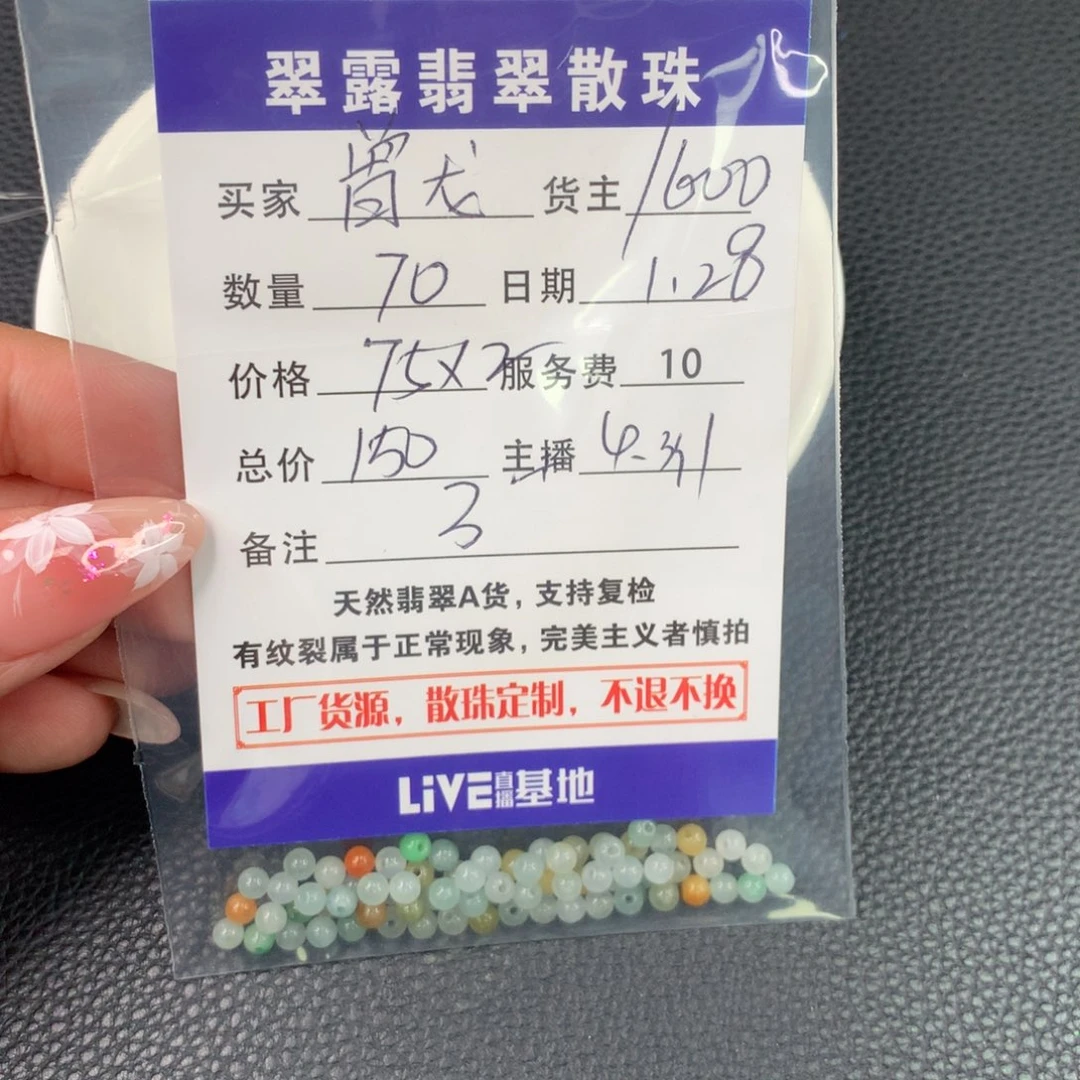 翠露翡翠散珠
买家 曾尤 货主 1600
数量 70 日期 1.28
价格 75X2 服务费 10
总价 150 主播
备注 3
天然翡翠A货，支持复检
有纹裂属于正常现象，完美主义者慎拍
工厂货源，散珠定制，不退不换
LiVE直播基地